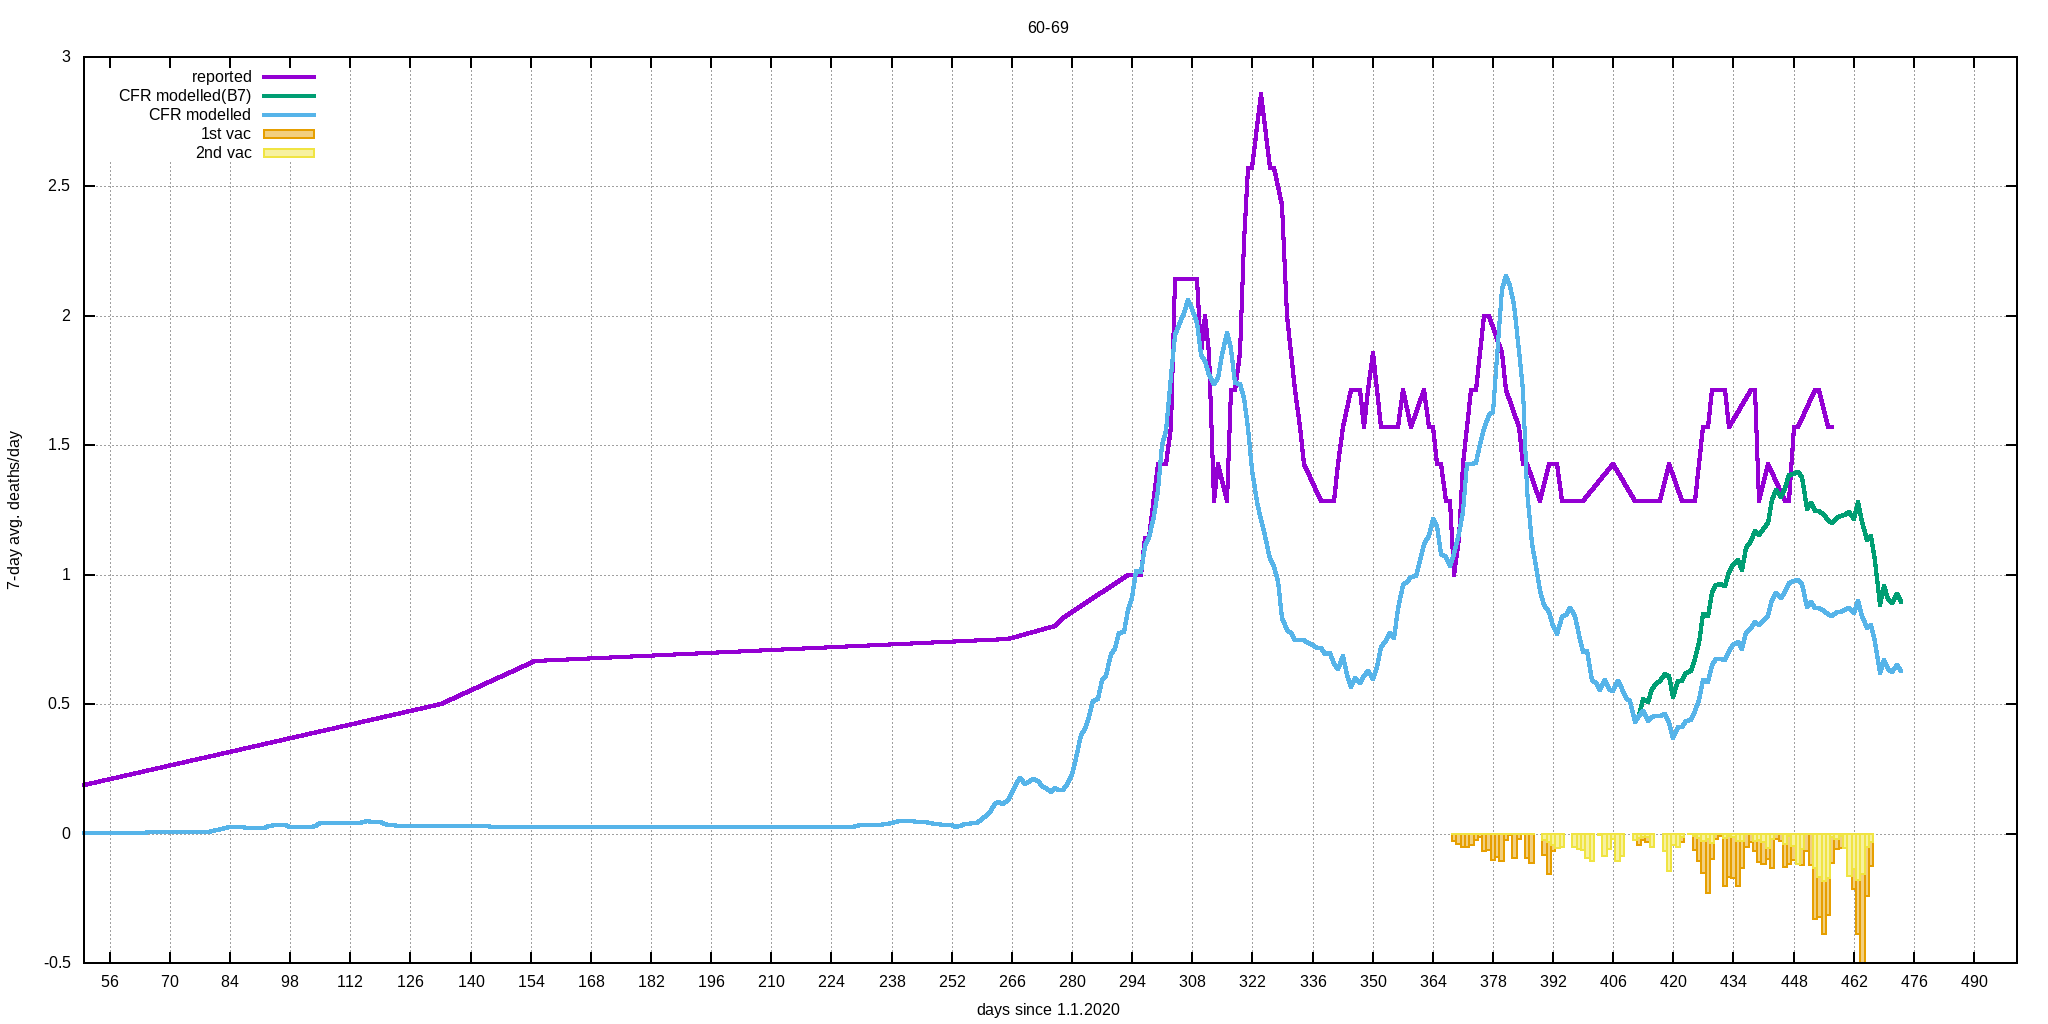 60-69
reported
CFR modelled(B7)
CFR modelled
1st vac
2nd vac
7-day avg. deaths/day
3
2.5
2
1.5
1
0.5
0
-0.5
56 70 84 98 112 126 140 154 168 182 196 210 224 238 252 266 280 294 308 322 336 350 364 378 392 406 420 434 448 462 476 490
days since 1.1.2020